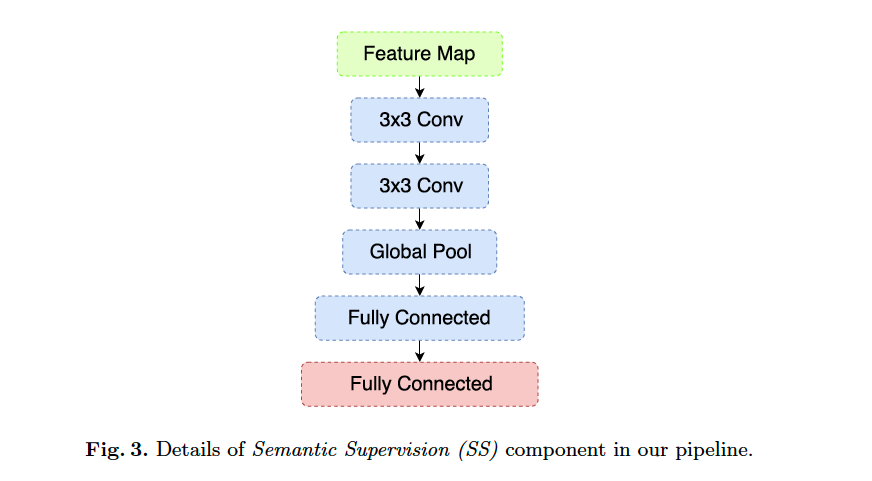 Feature Map
3x3 Conv
3x3 Conv
Global Pool
Fully Connected
Fully Connected
Fig. 3. Details of Semantic Supervision (SS) component in our pipeline.